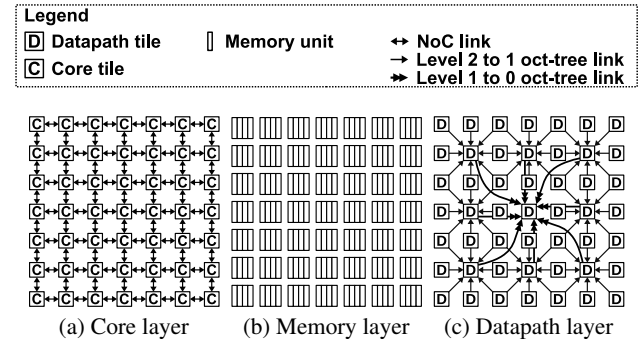 Legend
D Datapath tile
C Core tile
Memory unit
NoC link
Level 2 to 1 oct-tree link
Level 1 to 0 oct-tree link
C C C C C C C
C C C C C C C
C C C C C C C
C C C C C C C
C C C C C C C
C C C C C C C
C C C C C C C
(a) Core layer
(b) Memory layer
D D D D D D D
D D D D D D D
D D D D D D D
D D D D D D D
D D D D D D D
D D D D D D D
D D D D D D D
(c) Datapath layer